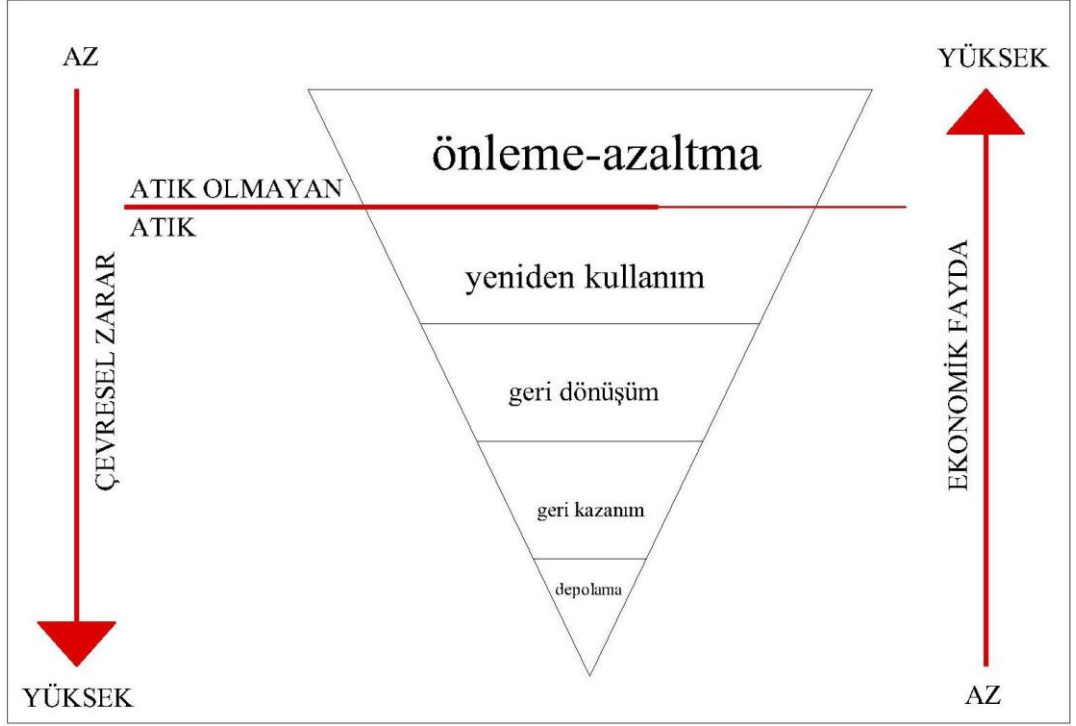 AZ
YÜKSEK
önleme-azaltma
ATIK OLMAYAN
ATIK
yeniden kullanım
ÇEVRESEL ZARAR
EKONOMİK FAYDA
geri dönüşüm
geri kazanım
depolama
YÜKSEK
AZ